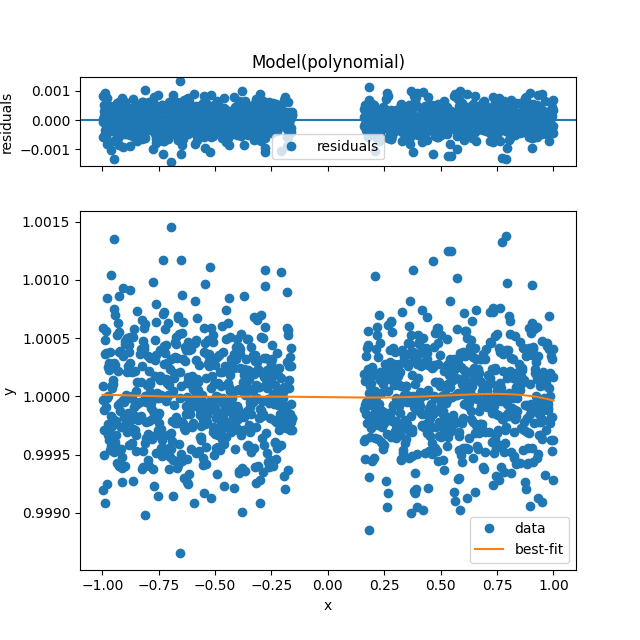 Model(polynomial)
residuals
0.001
0.000
−0.001
residuals
y
1.0015
1.0010
1.0005
1.0000
0.9995
0.9990
data
best-fit
−1.00 −0.75 −0.50 −0.25 0.00 0.25 0.50 0.75 1.00
x